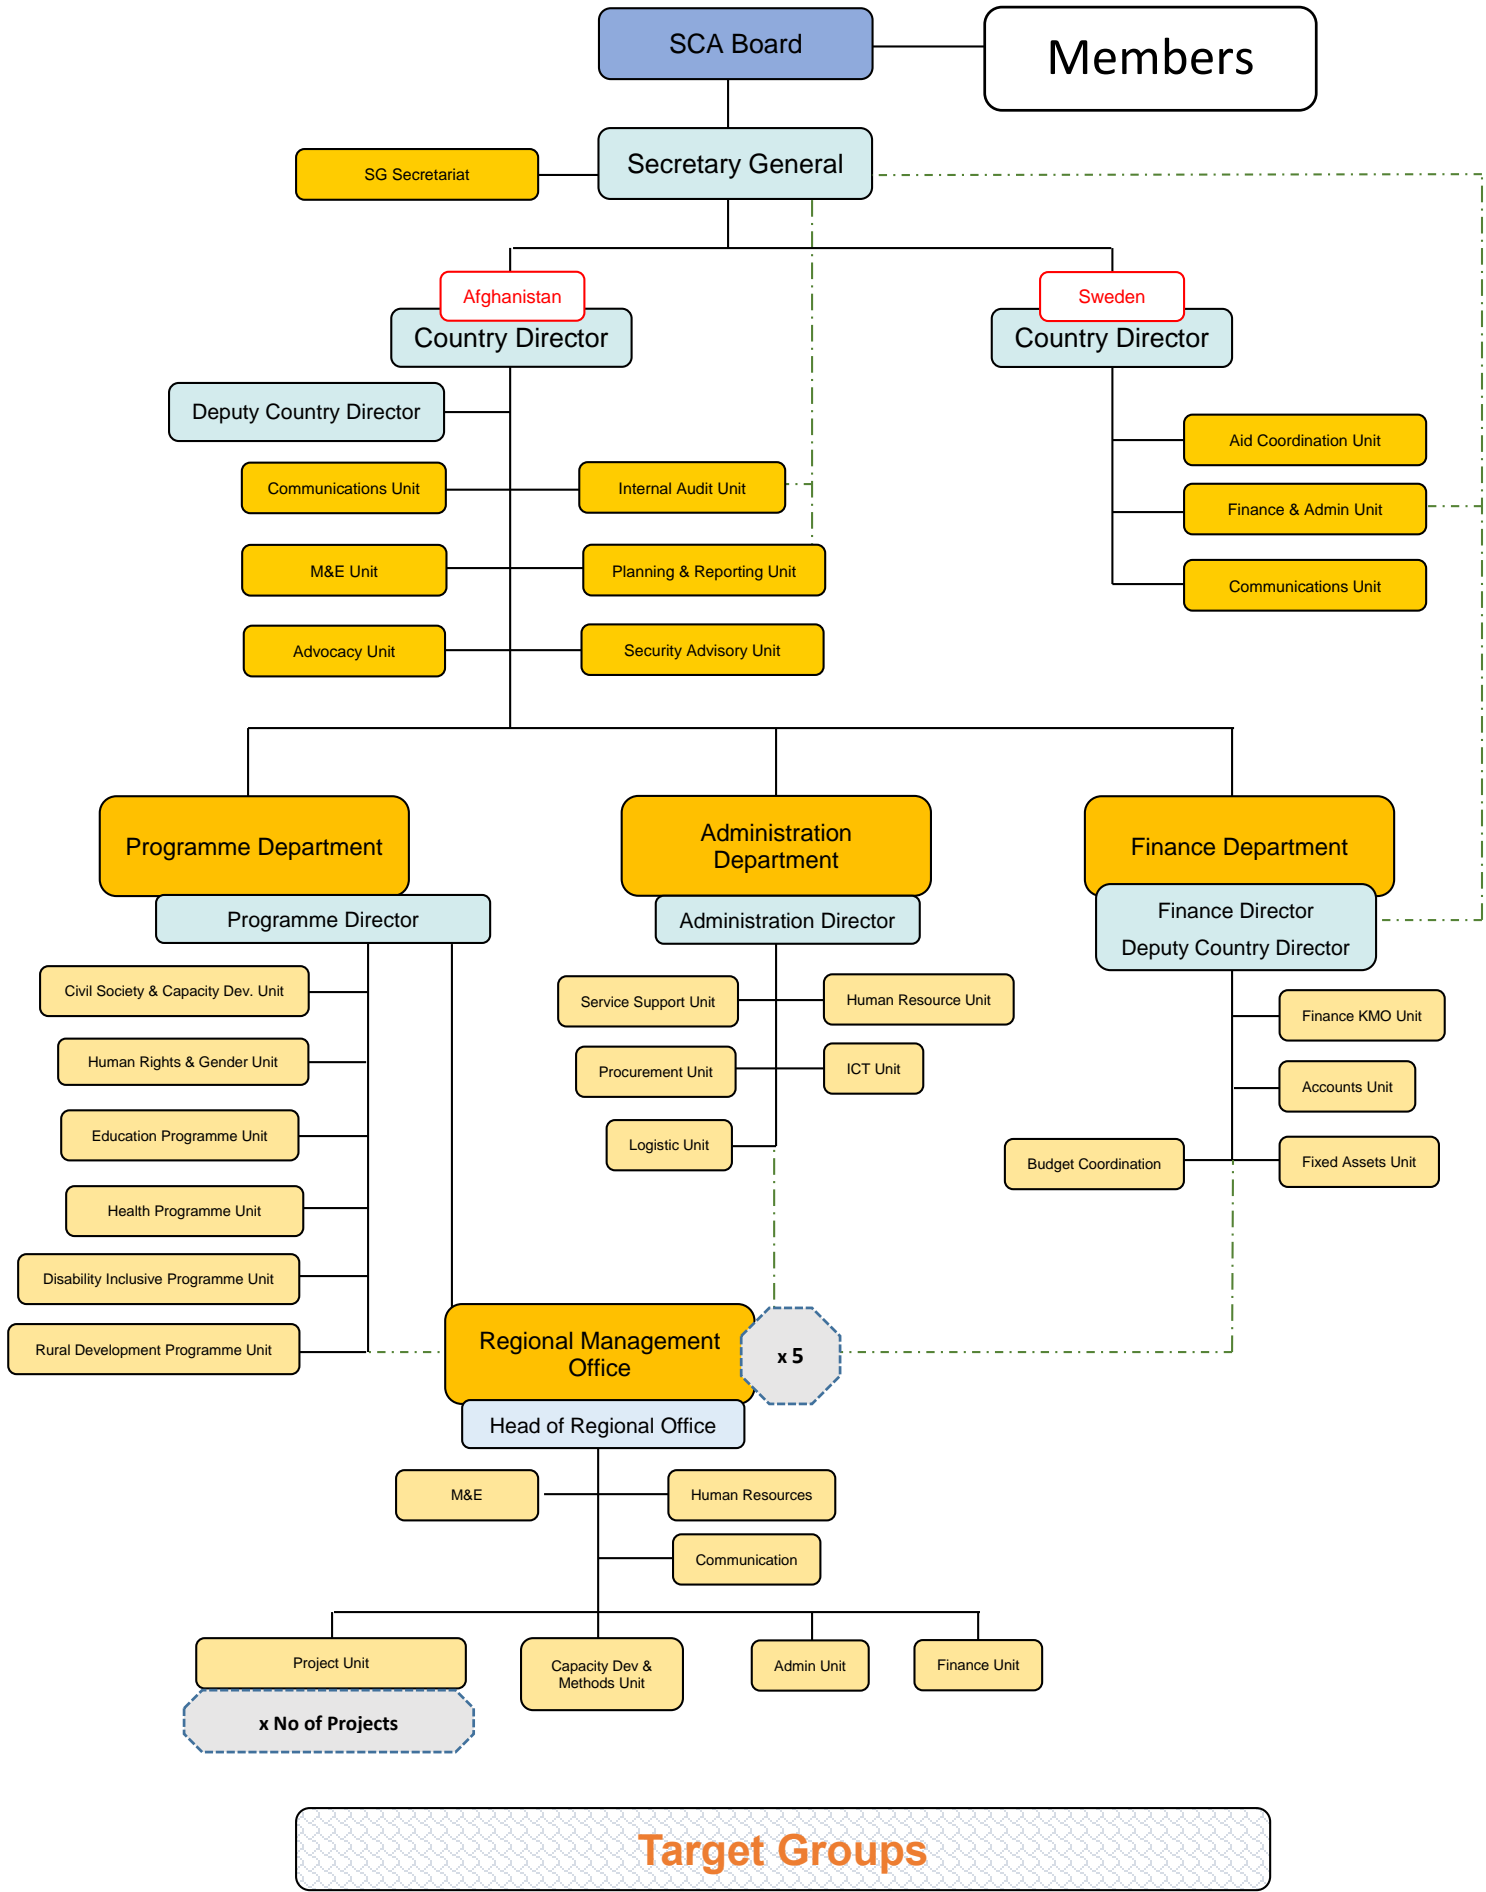 SCA Board
Members
Secretary General
SG Secretariat
Afghanistan
Country Director
Sweden
Country Director
Deputy Country Director
Communications Unit
Internal Audit Unit
M&E Unit
Planning & Reporting Unit
Advocacy Unit
Security Advisory Unit
Aid Coordination Unit
Finance & Admin Unit
Communications Unit
Programme Department
Programme Director
Administration
Department
Administration Director
Finance Department
Finance Director
Deputy Country Director
Civil Society & Capacity Dev. Unit
Human Rights & Gender Unit
Education Programme Unit
Health Programme Unit
Disability Inclusive Programme Unit
Rural Development Programme Unit
Service Support Unit
Human Resource Unit
Procurement Unit
ICT Unit
Logistic Unit
Finance KMO Unit
Accounts Unit
Budget Coordination
Fixed Assets Unit
Regional Management
Office
x 5
Head of Regional Office
M&E
Human Resources
Communication
Project Unit
x No of Projects
Capacity Dev &
Methods Unit
Admin Unit
Finance Unit
Target Groups